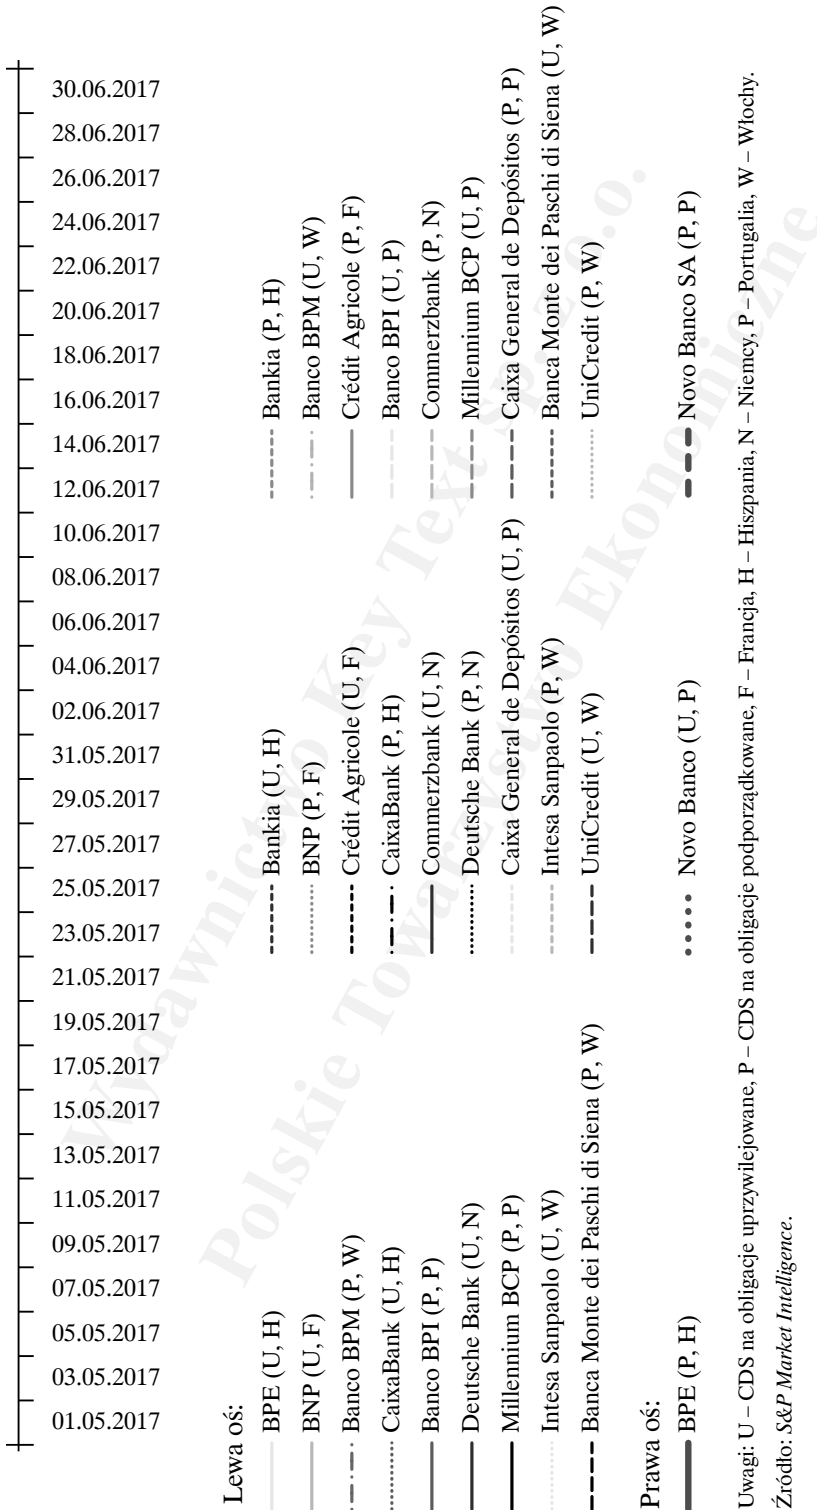 01.05.2017
03.05.2017
05.05.2017
07.05.2017
09.05.2017
11.05.2017
13.05.2017
15.05.2017
17.05.2017
19.05.2017
21.05.2017
23.05.2017
25.05.2017
27.05.2017
29.05.2017
31.05.2017
02.06.2017
04.06.2017
06.06.2017
08.06.2017
10.06.2017
12.06.2017
14.06.2017
16.06.2017
18.06.2017
20.06.2017
22.06.2017
24.06.2017
26.06.2017
28.06.2017
30.06.2017
Lewa oś:
BPE (U, H)
Bankia (U, H)
Bankia (P, H)
BNP (U, F)
BNP (P, F)
Banco BPM (U, W)
Banco BPM (P, W)
Crédit Agricole (U, F)
Crédit Agricole (P, F)
CaixaBank (U, H)
CaixaBank (P, H)
Banco BPI (U, P)
Banco BPI (P, P)
Commerzbank (U, N)
Commerzbank (P, N)
Deutsche Bank (U, N)
Deutsche Bank (P, N)
Millennium BCP (U, P)
Millennium BCP (P, P)
Caixa General de Depósitos (U, P)
Caixa General de Depósitos (P, P)
Intesa Sanpaolo (U, W)
Intesa Sanpaolo (P, W)
Banca Monte dei Paschi di Siena (U, W)
Banca Monte dei Paschi di Siena (P, W)
UniCredit (U, W)
UniCredit (P, W)
Prawa oś:
BPE (P, H)
Novo Banco (U, P)
Novo Banco SA (P, P)
Uwagi: U – CDS na obligacje uprzywilejowane, P – CDS na obligacje podporządkowane, F – Francja, H – Hiszpania, N – Niemcy, P – Portugalia, W – Włochy.
Źródło: S&P Market Intelligence.
Wydawnictwo Key Text sp. z o.o.
Polskie Towarzystwo Ekonomiczne